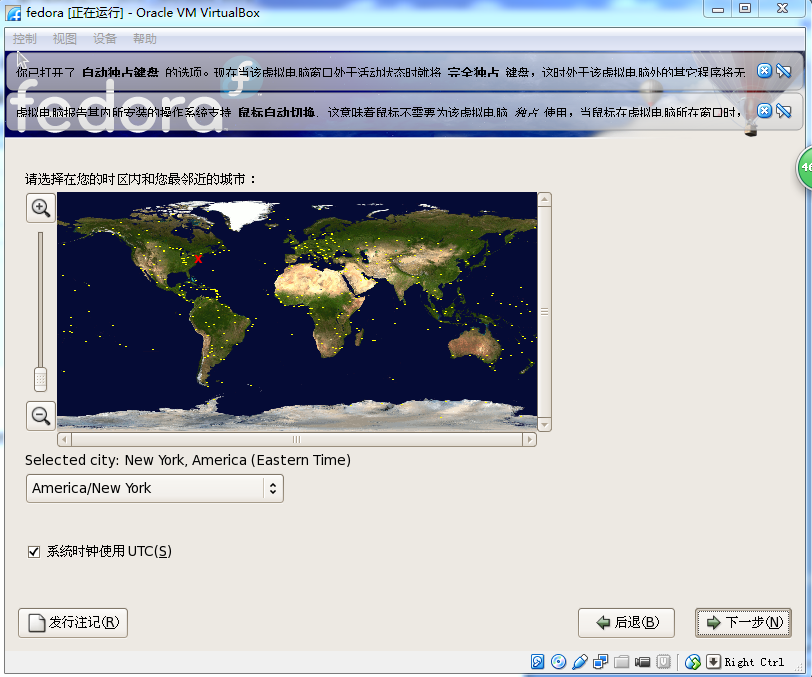 fedora [正在运行] - Oracle VM VirtualBox
控制 视图 设备 帮助
你已打开了 自动独占键盘 的选项。现在当该虚拟电脑窗口处于活动状态时就将 完全独占 键盘，这时处于该虚拟电脑外的其它程序将无
fedora
虚拟电脑报告其内所安装的操作系统支持 鼠标自动切换. 这意味着鼠标不需要为该虚拟电脑 独占 使用，当鼠标在虚拟电脑所在窗口时，
46
请选择在您的时区内和您最邻近的城市：
Selected city: New York, America (Eastern Time)
America/New York
系统时钟使用 UTC(S)
发行注记(R) 后退(B) 下一步(N)
Right Ctrl